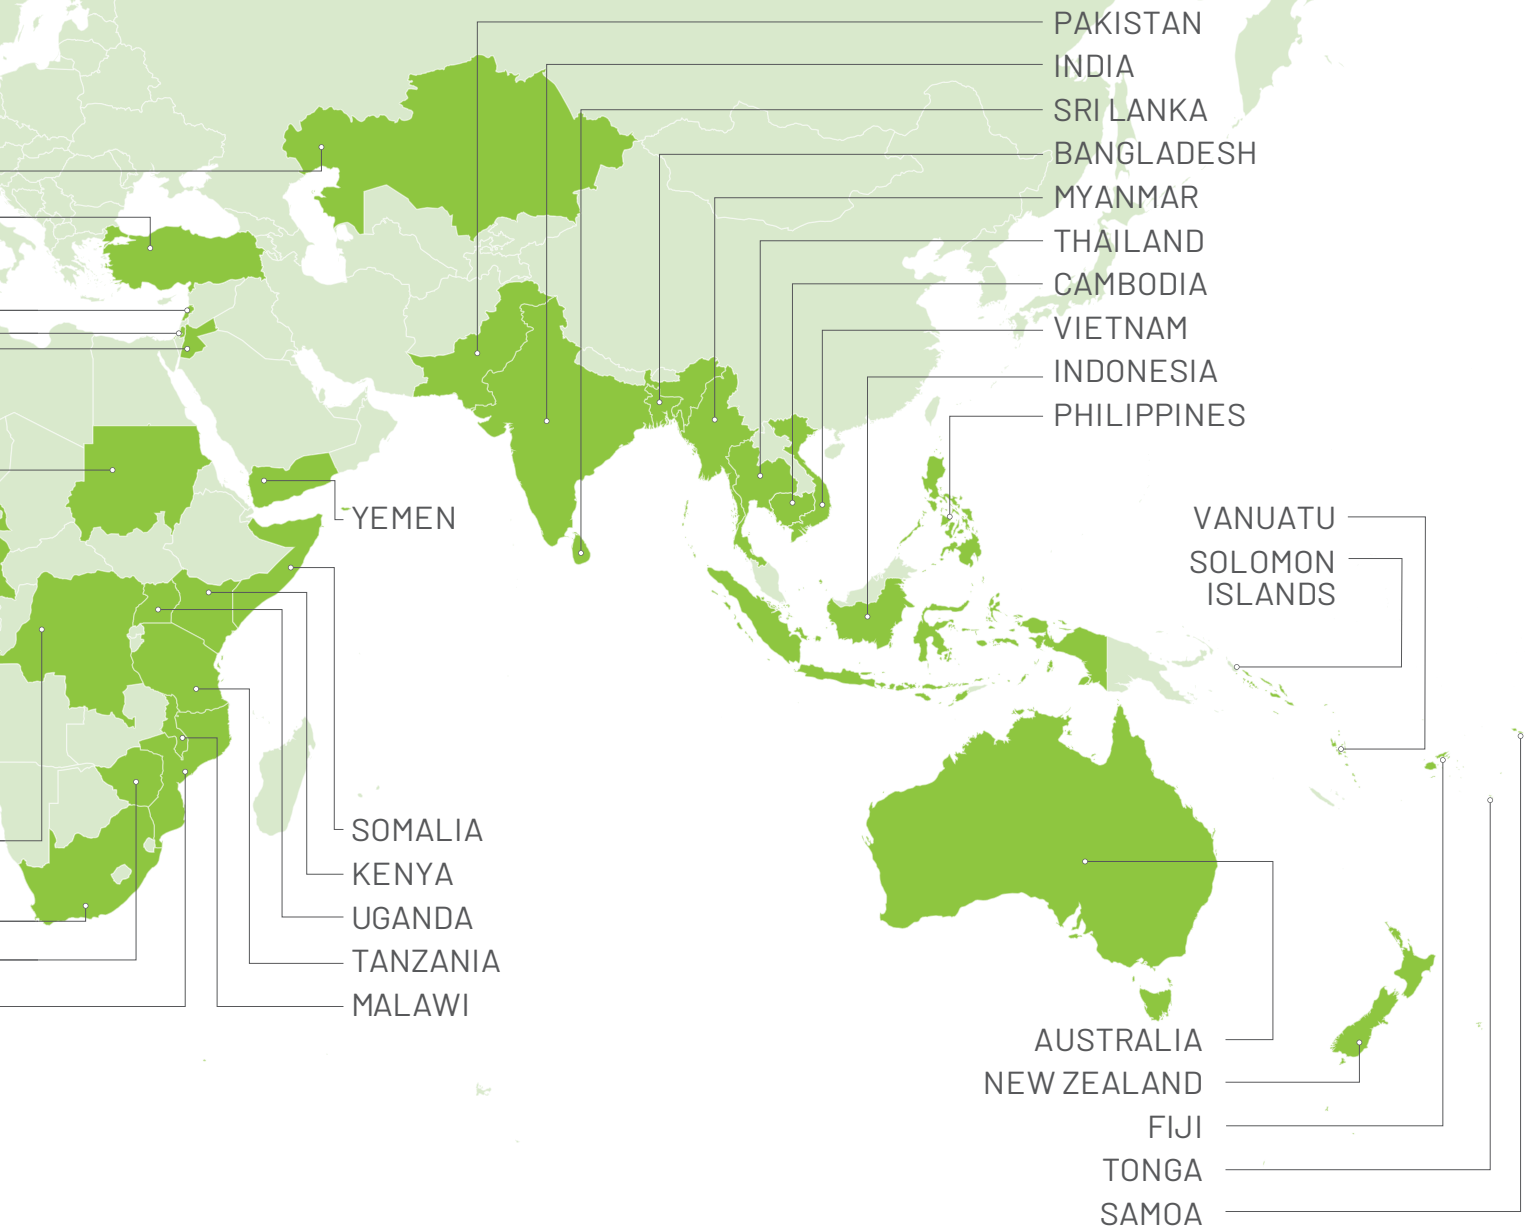 PAKISTAN
INDIA
SRI LANKA
BANGLADESH
MYANMAR
THAILAND
CAMBODIA
VIETNAM
INDONESIA
PHILIPPINES
YEMEN
VANUATU
SOLOMON
ISLANDS
SOMALIA
KENYA
UGANDA
TANZANIA
MALAWI
AUSTRALIA
NEW ZEALAND
FIJI
TONGA
SAMOA